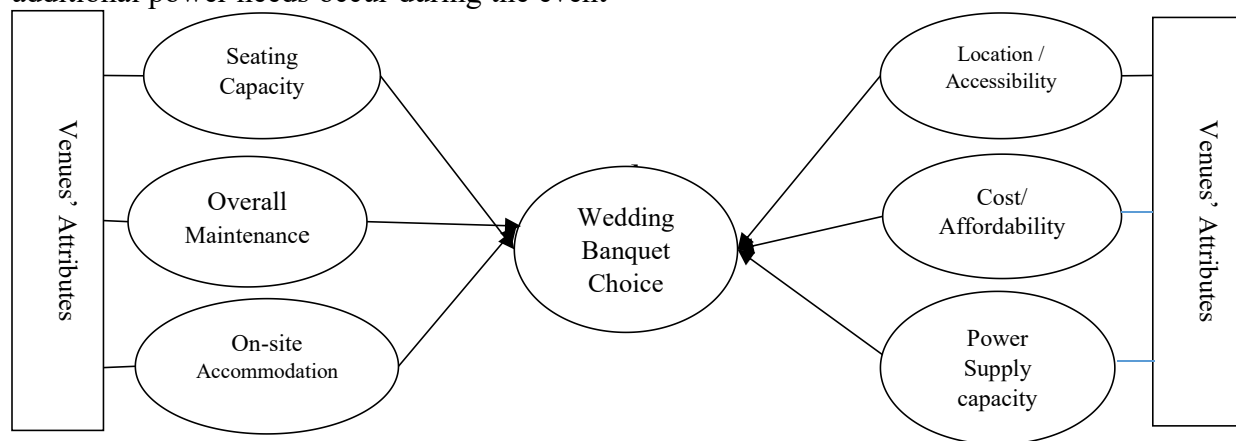 additional power needs occur during the event
Venues' Attributes
Seating
Capacity
Overall
Maintenance
On-site
Accommodation
Wedding
Banquet
Choice
Location /
Accessibility
Cost/
Affordability
Power
Supply
capacity
Venues' Attributes